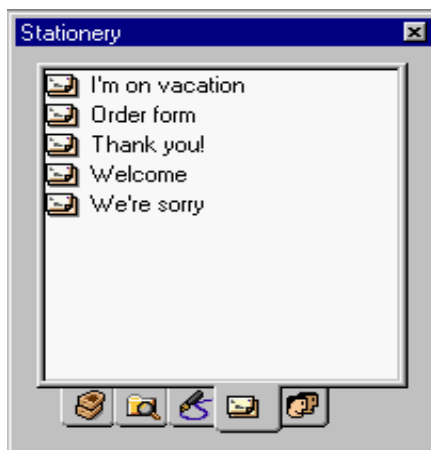 Stationery
I'm on vacation
Order form
Thank you!
Welcome
We're sorry